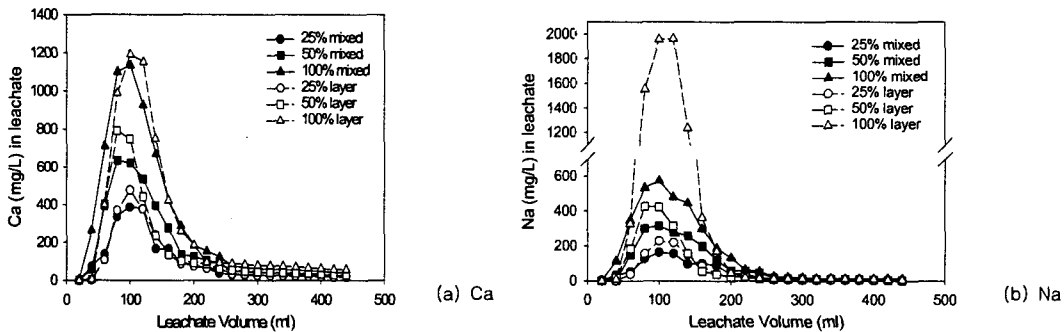 1400
1200
1000
800
600
400
200
0
Ca (mg/L) in leachate
25% mixed
50% mixed
100% mixed
25% layer
50% layer
100% layer
0 100 200 300 400 500
Leachate Volume (ml)
(a) Ca
2000
1800
1600
1400
1200
400
200
0
Na (mg/L) in leachate
25% mixed
50% mixed
100% mixed
25% layer
50% layer
100% layer
0 100 200 300 400 500
Leachate Volume (ml)
(b) Na